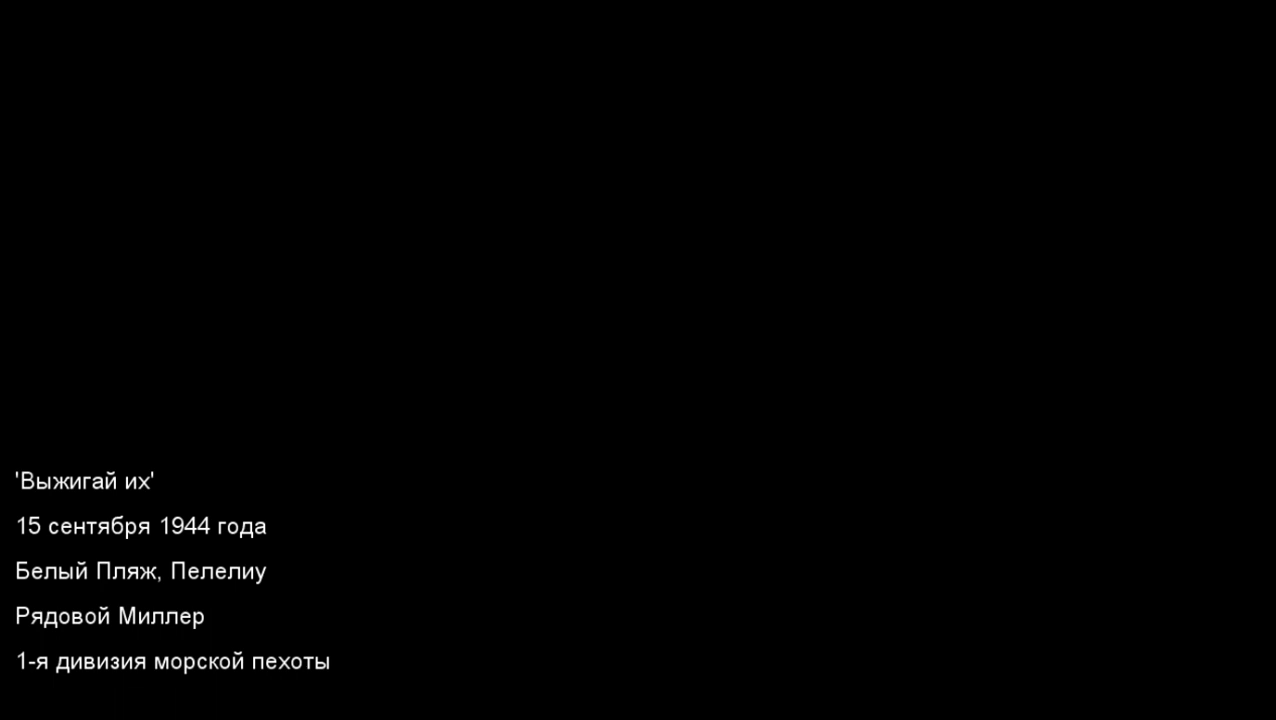 'Выжигай их'
15 сентября 1944 года
Белый Пляж, Пелелиу
Рядовой Миллер
1-я дивизия морской пехоты